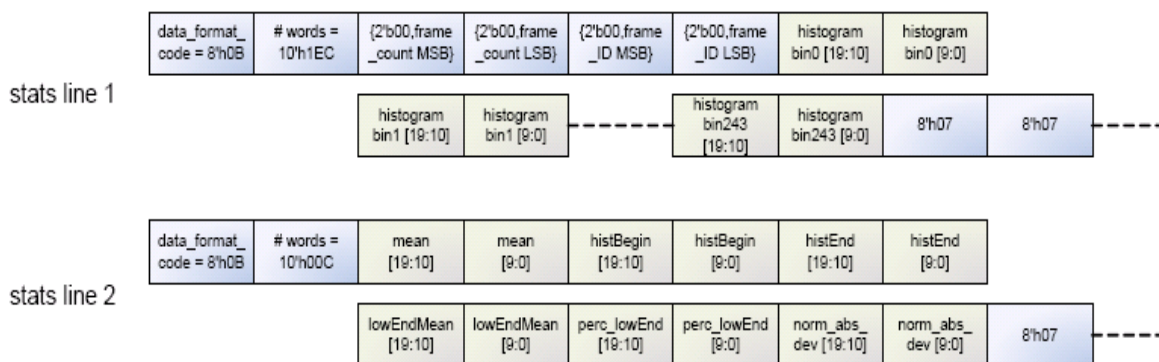 data_format_
code = 8'h0B
# words =
10'h1EC
{2'b00,frame
_count MSB}
{2'b00,frame
_count LSB}
{2'b00,frame
_ID MSB}
{2'b00,frame
_ID LSB}
histogram
bin0 [19:10]
histogram
bin0 [9:0]
stats line 1
histogram
bin1 [19:10]
histogram
bin1 [9:0]
histogram
bin243
[19:10]
histogram
bin243 [9:0]
8'h07
8'h07
data_format_
code = 8'h0B
# words =
10'h00C
mean
[19:10]
mean
[9:0]
histBegin
[19:10]
histBegin
[9:0]
histEnd
[19:10]
histEnd
[9:0]
stats line 2
lowEndMean
[19:10]
lowEndMean
[9:0]
perc_lowEnd
[19:10]
perc_lowEnd
[9:0]
norm_abs_
dev [19:10]
norm_abs_
dev [9:0]
8'h07